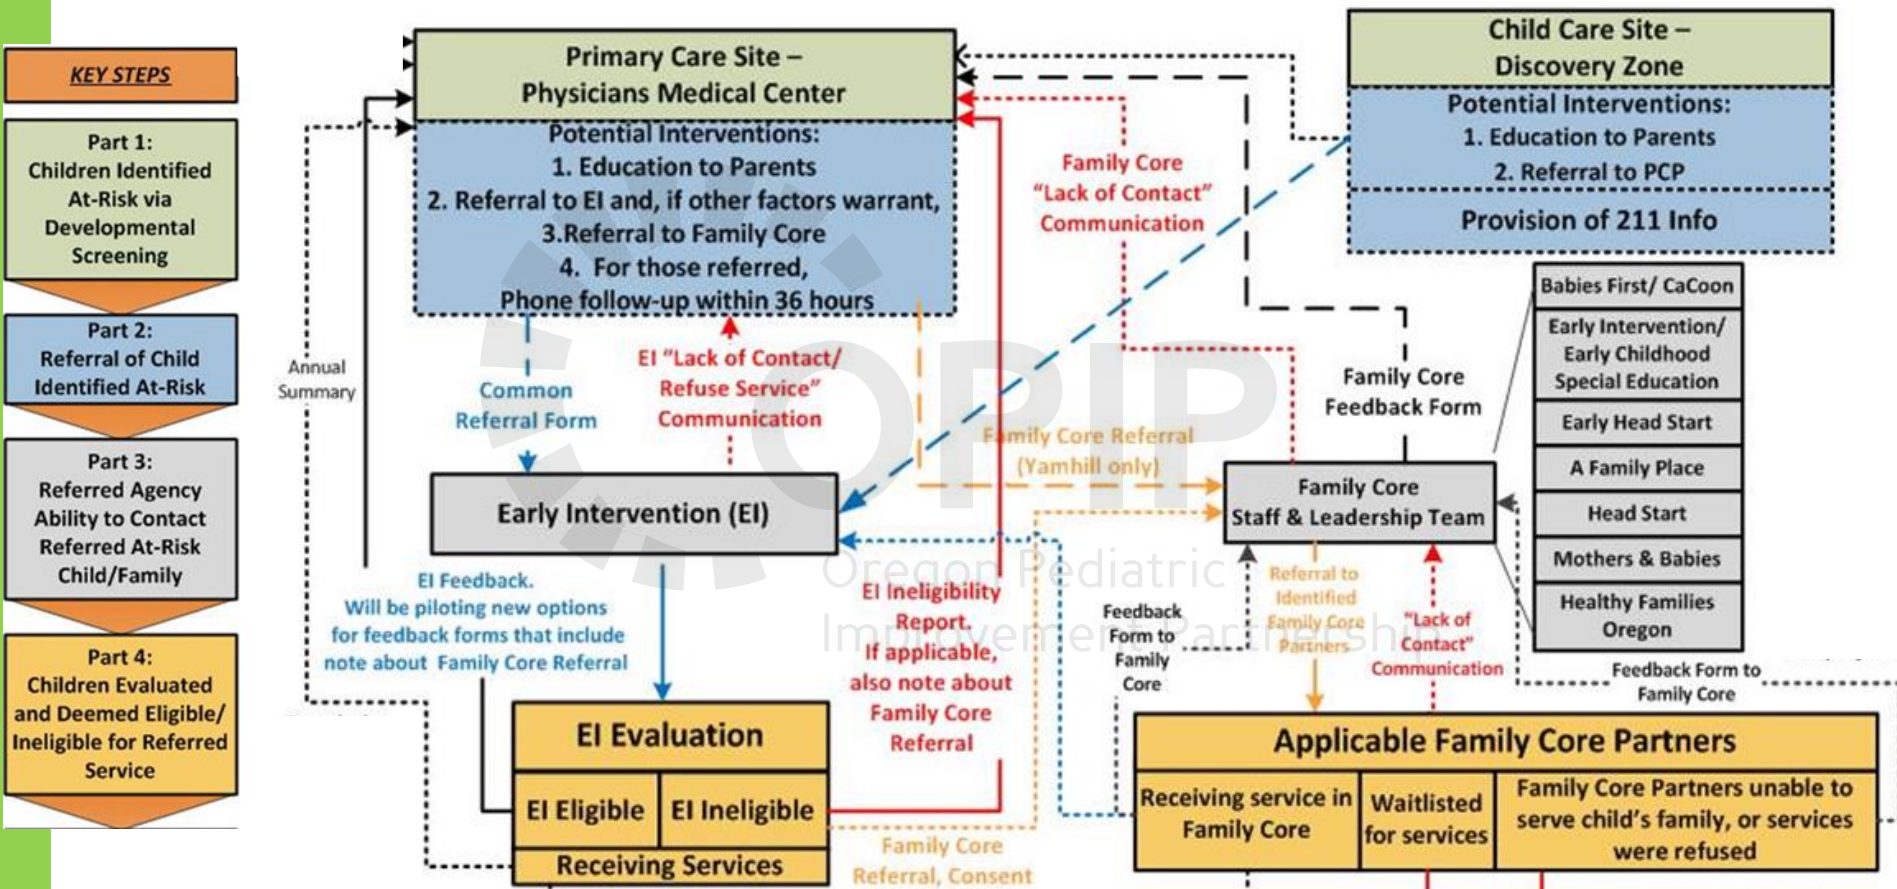 KEY STEPS
Part 1:
Children Identified
At-Risk via
Developmental
Screening
Part 2:
Referral of Child
Identified At-Risk
Part 3:
Referred Agency
Ability to Contact
Referred At-Risk
Child/Family
Part 4:
Children Evaluated
and Deemed Eligible/
Ineligible for Referred
Service
Primary Care Site –
Physicians Medical Center
Potential Interventions:
1. Education to Parents
2. Referral to EI and, if other factors warrant,
3.Referral to Family Core
4. For those referred,
Phone follow-up within 36 hours
Child Care Site –
Discovery Zone
Potential Interventions:
1. Education to Parents
2. Referral to PCP
Provision of 211 Info
Family Core
“Lack of Contact”
Communication
Annual
Summary
Common
Referral Form
EI “Lack of Contact/
Refuse Service”
Communication
Family Core
Feedback Form
Family Core Referral
(Yamhill only)
Babies First/ CaCoon
Early Intervention/
Early Childhood
Special Education
Early Head Start
A Family Place
Head Start
Mothers & Babies
Healthy Families
Oregon
Early Intervention (EI)
Family Core
Staff & Leadership Team
OPIP
Oregon Pediatric
Improvement Partnership
EI Feedback.
Will be piloting new options
for feedback forms that include
note about Family Core Referral
EI Ineligibility
Report.
If applicable,
also note about
Family Core
Referral
Feedback
Form to
Family
Core
Referral to
Identified
Family Core
Partners
“Lack of
Contact”
Communication
Feedback Form to
Family Core
EI Evaluation
EI Eligible
EI Ineligible
Receiving Services
Family Core
Referral, Consent
Applicable Family Core Partners
Receiving service in
Family Core
Waitlisted
for services
Family Core Partners unable to
serve child’s family, or services
were refused